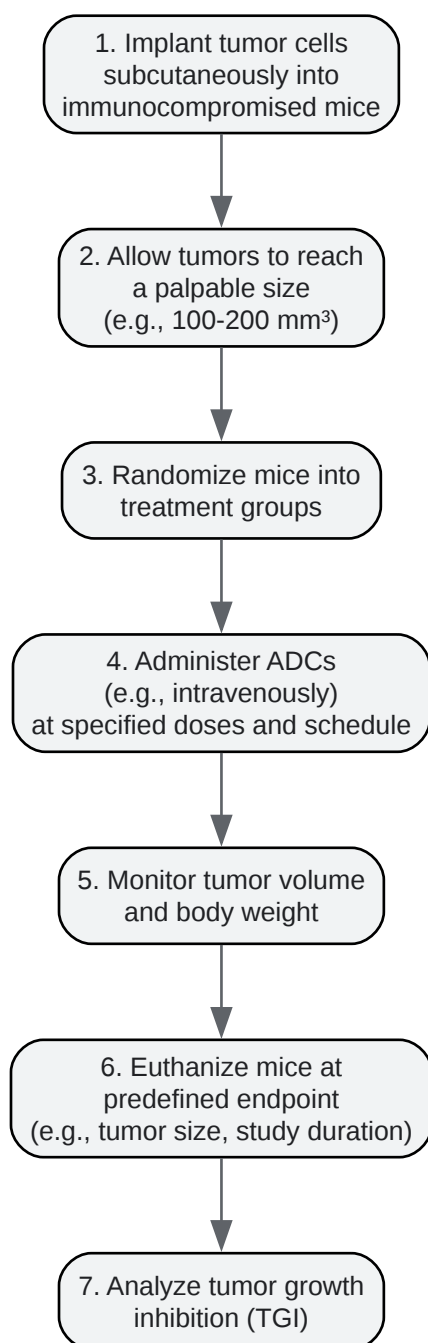 1. Implant tumor cells
subcutaneously into
immunocompromised mice
2. Allow tumors to reach
a palpable size
(e.g., 100-200 mm³)
3. Randomize mice into
treatment groups
4. Administer ADCs
(e.g., intravenously)
at specified doses and schedule
5. Monitor tumor volume
and body weight
6. Euthanize mice at
predefined endpoint
(e.g., tumor size, study duration)
7. Analyze tumor growth
inhibition (TGI)